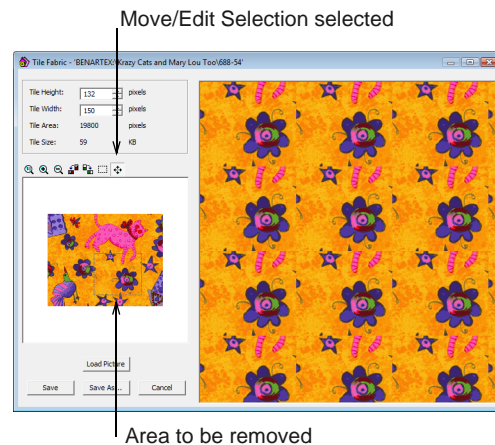 Move/Edit Selection selected
Tile Fabric - 'BENARTEX:\Krazy Cats and Mary Lou Too\688-54'
Tile Height: 132 pixels
Tile Width: 150 pixels
Tile Area: 19800 pixels
Tile Size: 59 KB
Load Picture
Save Save As... Cancel
Area to be removed